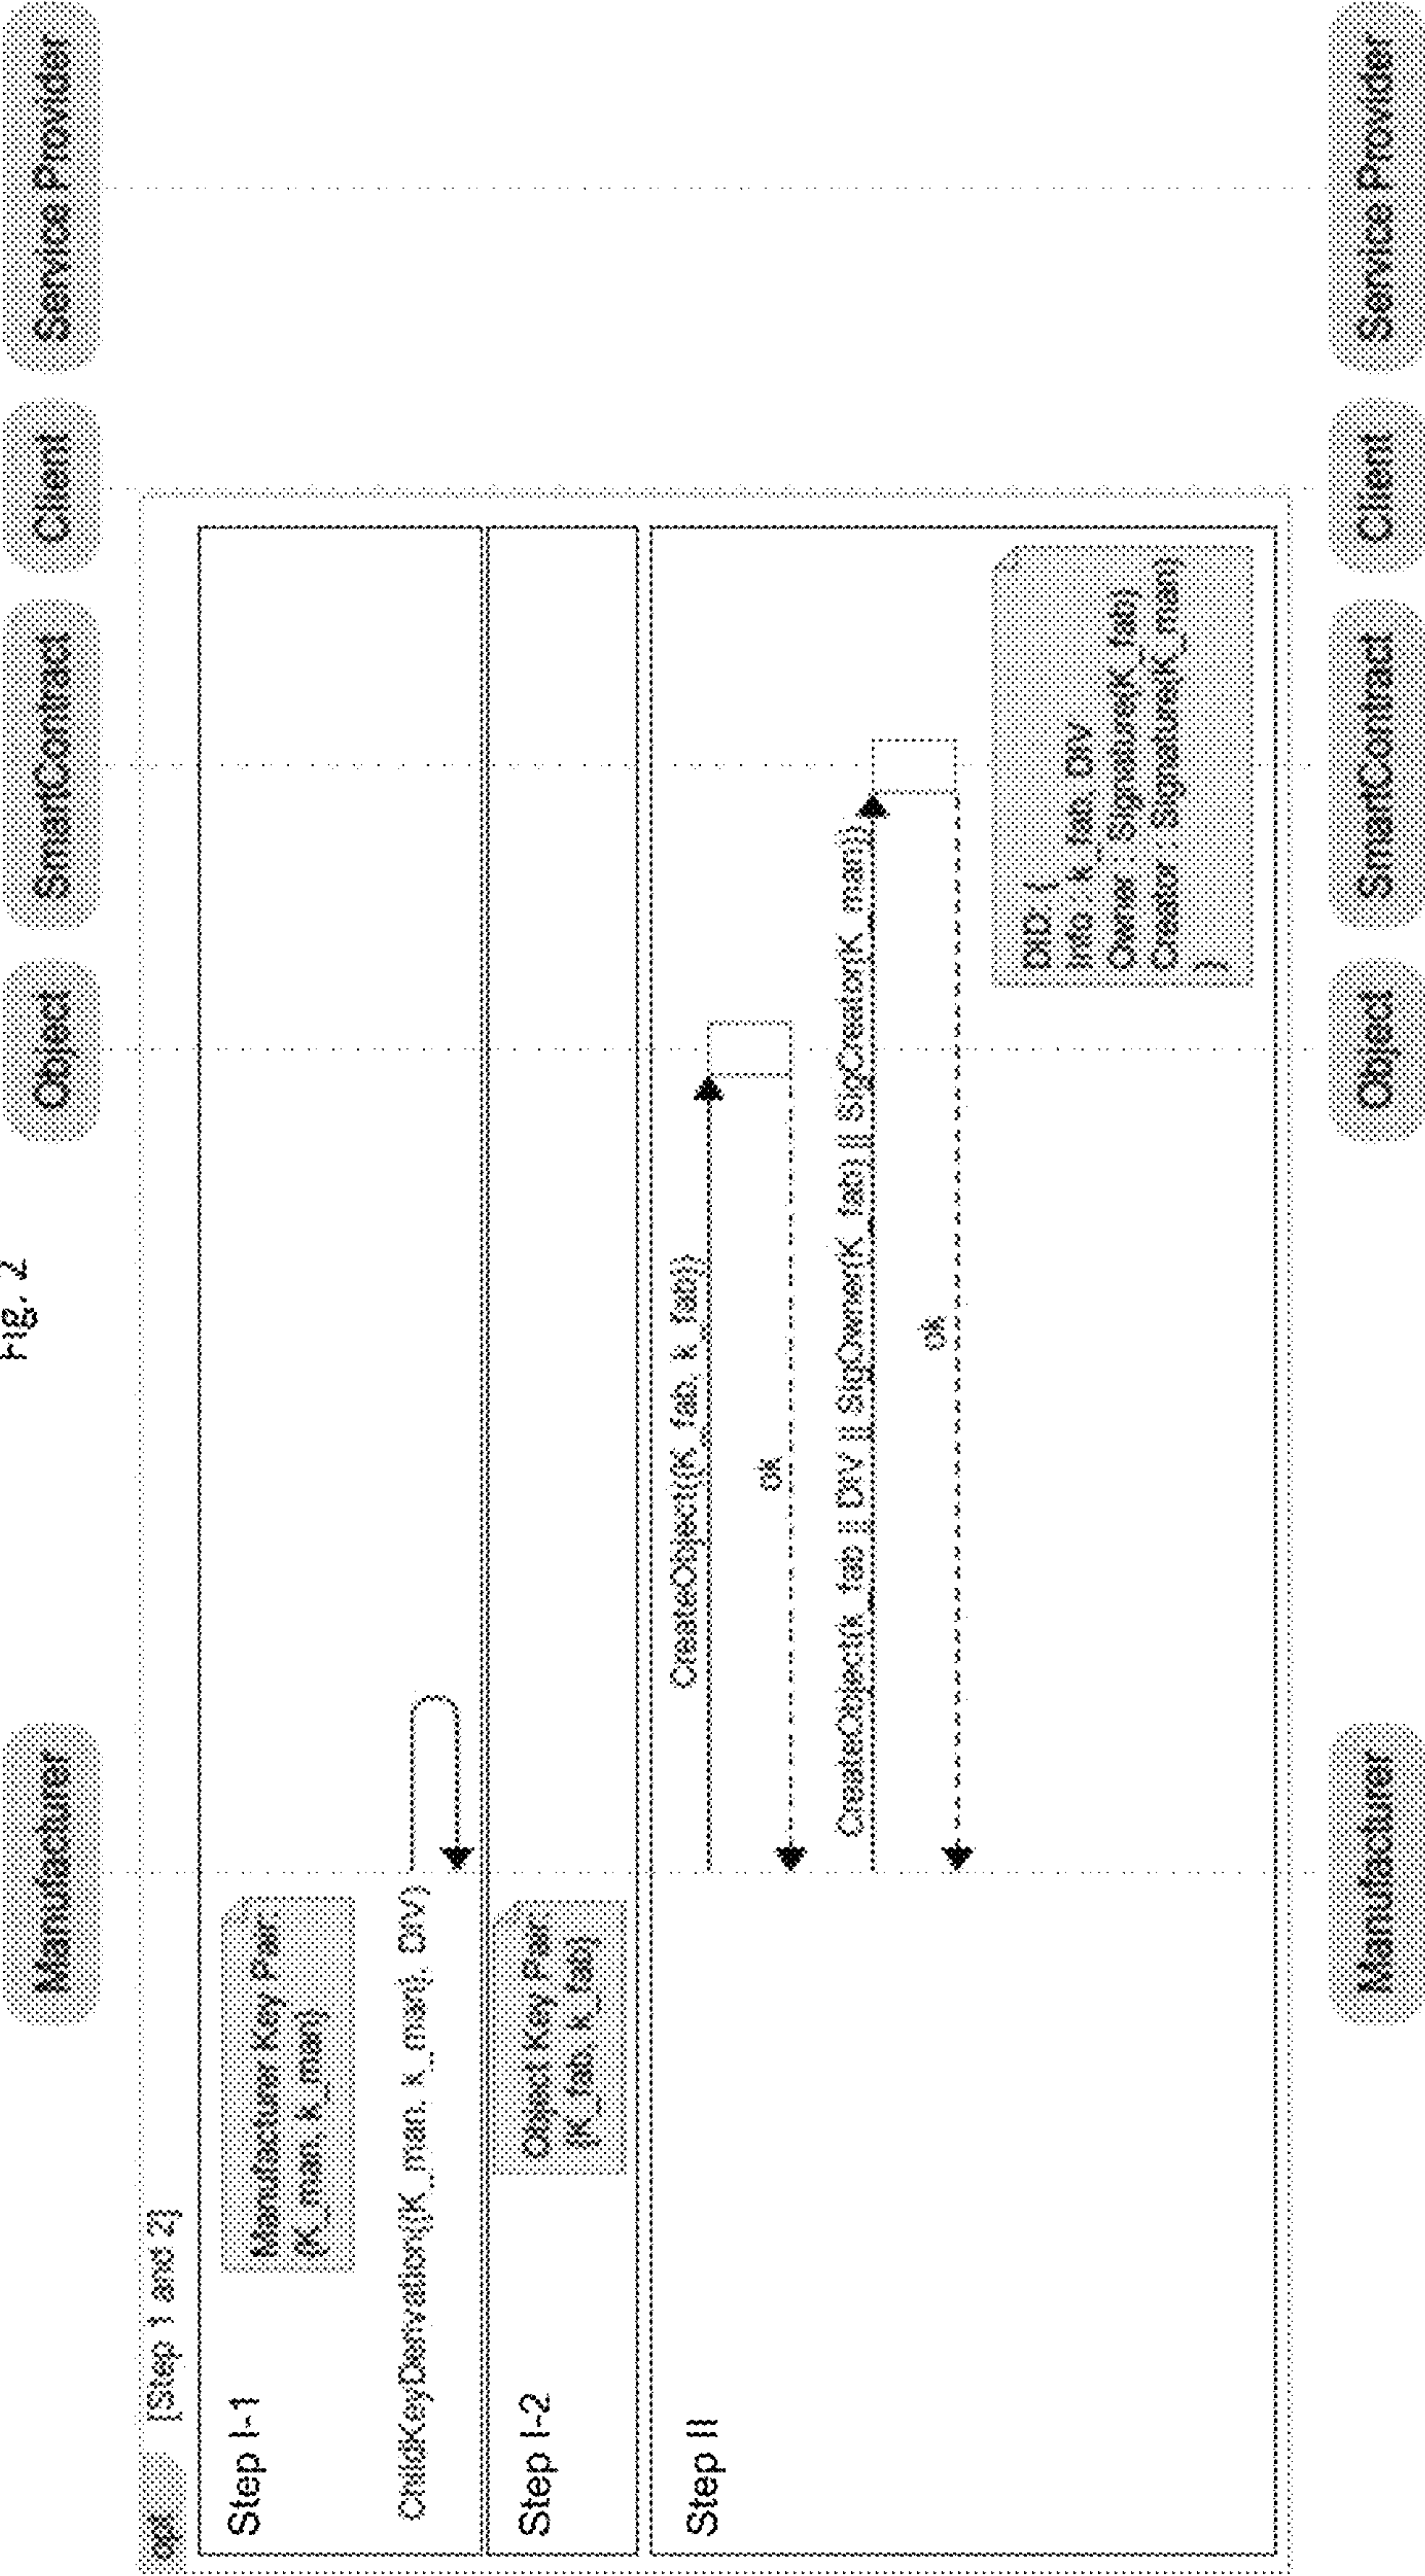 Fig. 2
Manufacturer
Object
SmartContract
Client
Service Provider
opt
[Step 1 and 2]
Step I-1
Manufacturer Key Pair:
(K_man, k_man)
ChildKeyDerivation((K_man, k_man), DIV)
Step I-2
Object Key Pair:
(K_fab, k_fab)
Step II
CreateObject((K_fab, k_fab))
ok
CreateObject(k_fab || DIV || SigOwner(K_fab) || SigCreator(K_man))
ok
DID: {
Info : k_fab, DIV
Owner : Signature(K_fab)
Creator : Signature(K_man)
}
Manufacturer
Object
SmartContract
Client
Service Provider